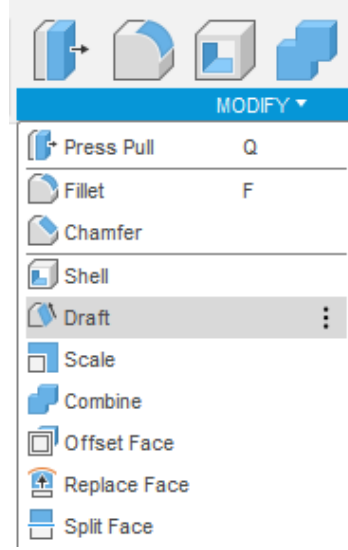 MODIFY ▼
Press Pull Q
Fillet F
Chamfer
Shell
Draft
Scale
Combine
Offset Face
Replace Face
Split Face